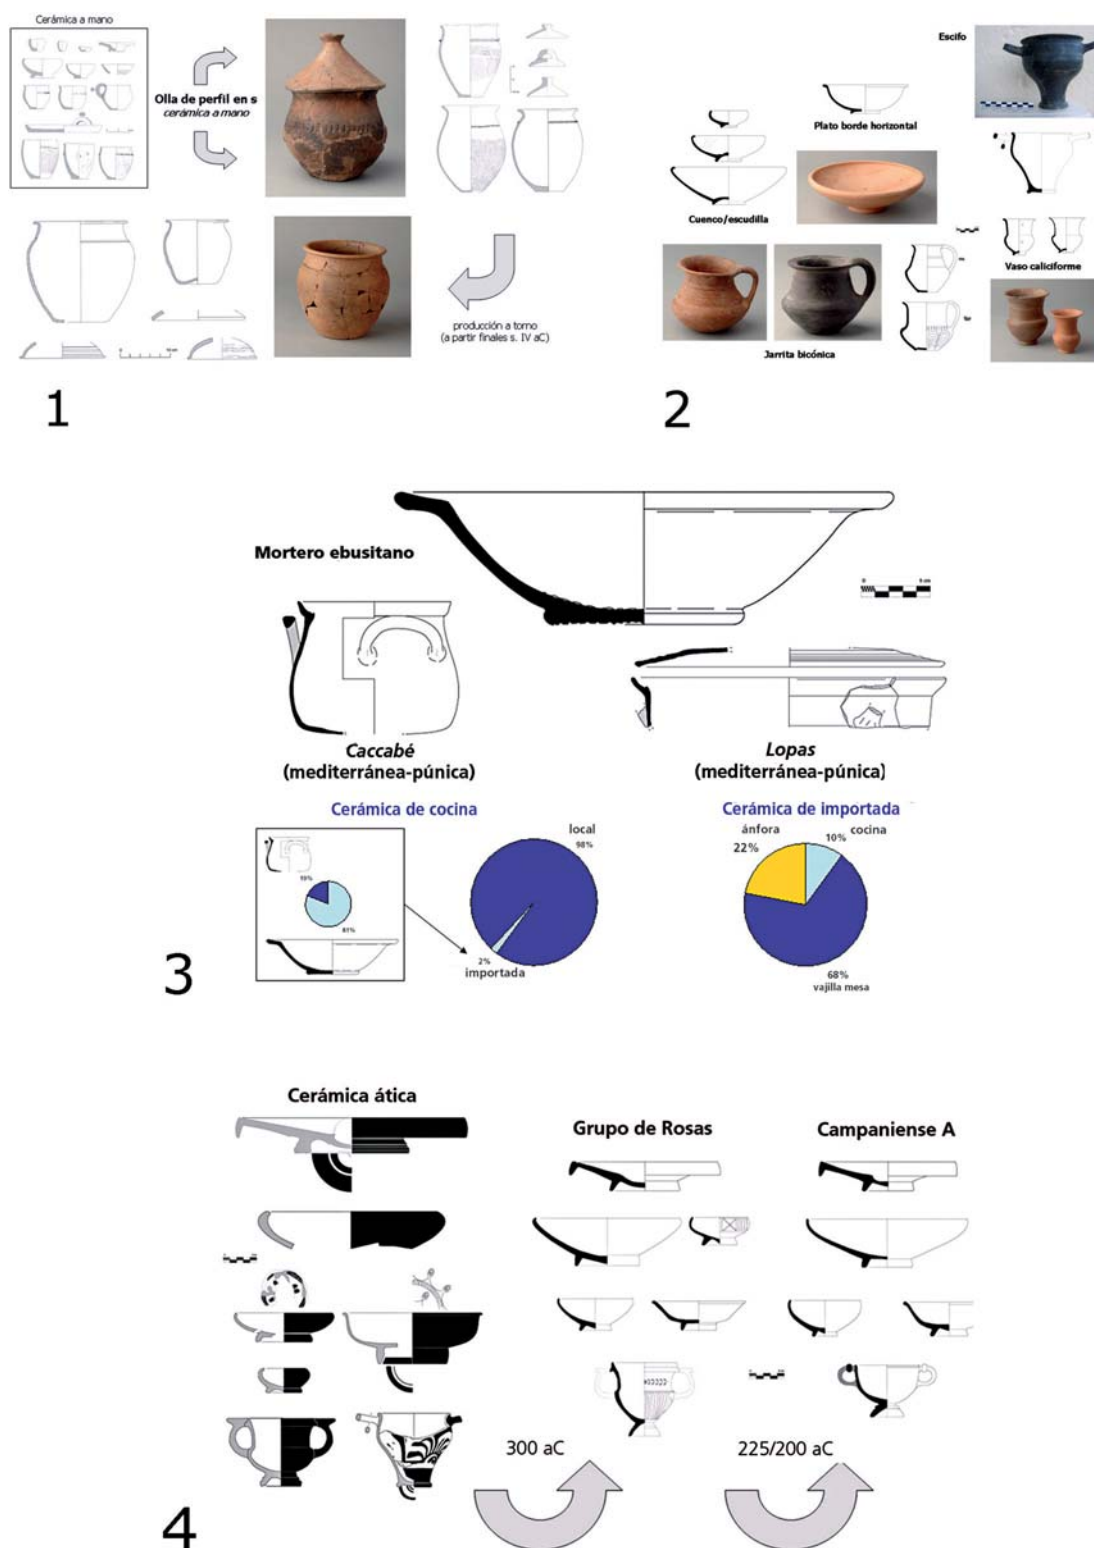 Cerámica a mano
Olla de perfil en s
cerámica a mano
producción a torno
(a partir finales s. IV aC)
1
Escifo
Plato borde horizontal
Cuenco/escudilla
Vaso caliciforme
Jarrita bicónica
2
Mortero ebusitano
Caccabé
(mediterránea-púnica)
Lopas
(mediterránea-púnica)
Cerámica de cocina
local
98%
81%
2%
importada
Cerámica de importada
ánfora
22%
10%
cocina
68%
vajilla mesa
3
Cerámica ática
Grupo de Rosas
Campaniense A
300 aC
225/200 aC
4